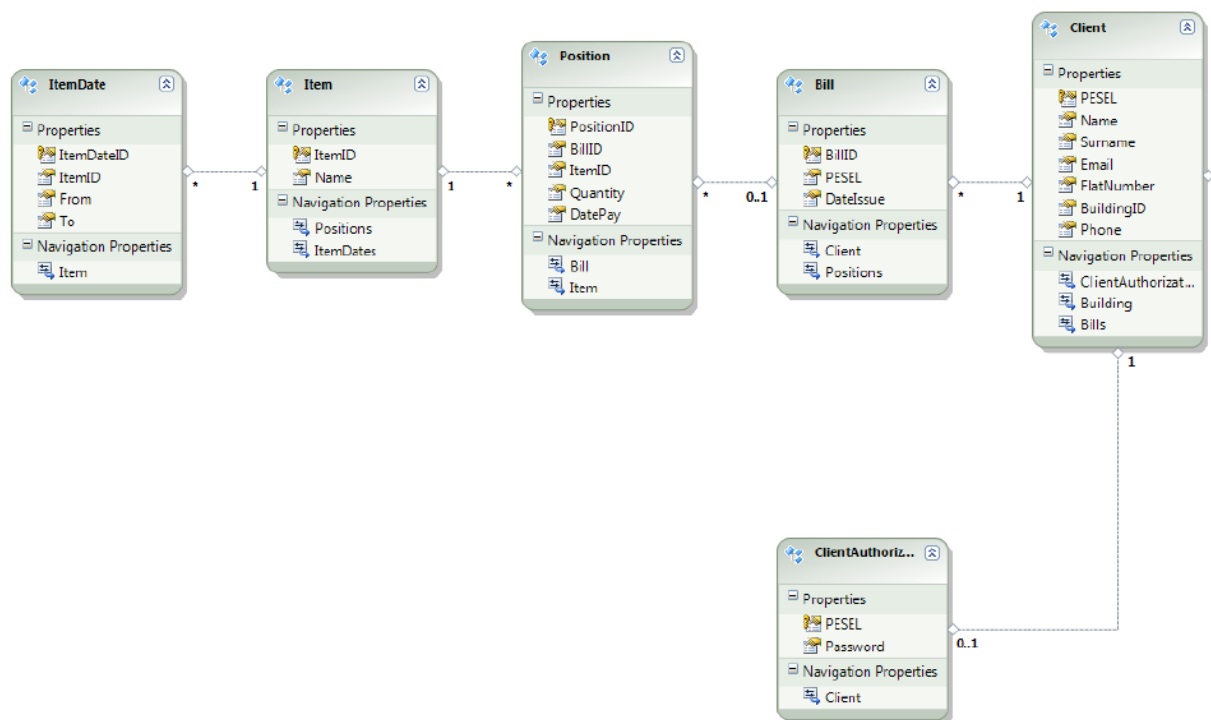 ItemDate
Properties
ItemDateID
ItemID
From
To
Navigation Properties
Item
*
1
Item
Properties
ItemID
Name
Navigation Properties
Positions
ItemDates
1
*
Position
Properties
PositionID
BillID
ItemID
Quantity
DatePay
Navigation Properties
Bill
Item
*
0..1
Bill
Properties
BillID
PESEL
DateIssue
Navigation Properties
Client
Positions
*
1
Client
Properties
PESEL
Name
Surname
Email
FlatNumber
BuildingID
Phone
Navigation Properties
ClientAuthorizat...
Building
Bills
1
ClientAuthoriz...
Properties
PESEL
Password
Navigation Properties
Client
0..1